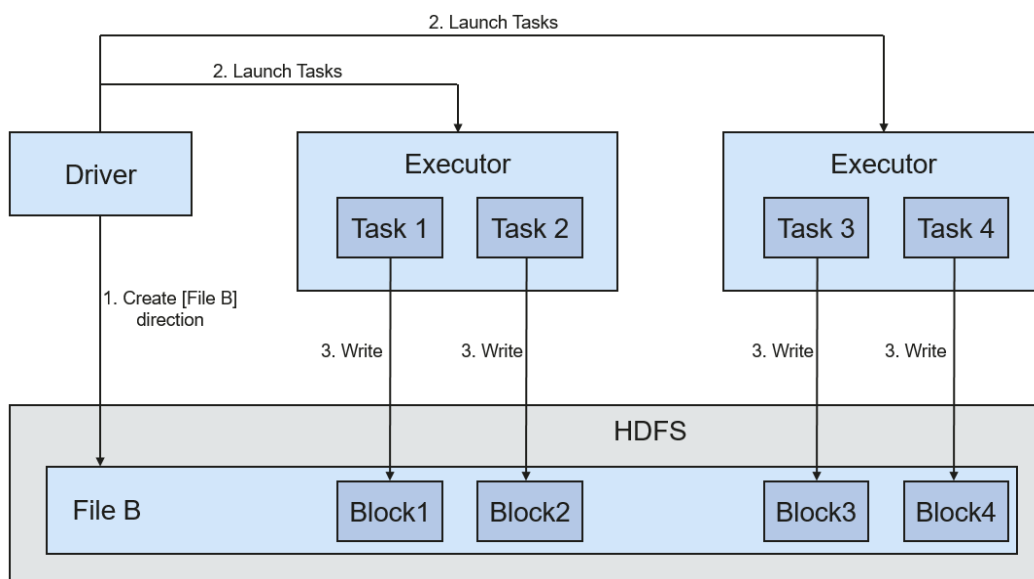 2. Launch Tasks
2. Launch Tasks
Driver
Executor
Executor
Task 1
Task 2
Task 3
Task 4
1. Create [File B]
direction
3. Write
3. Write
3. Write
3. Write
HDFS
File B
Block1
Block2
Block3
Block4